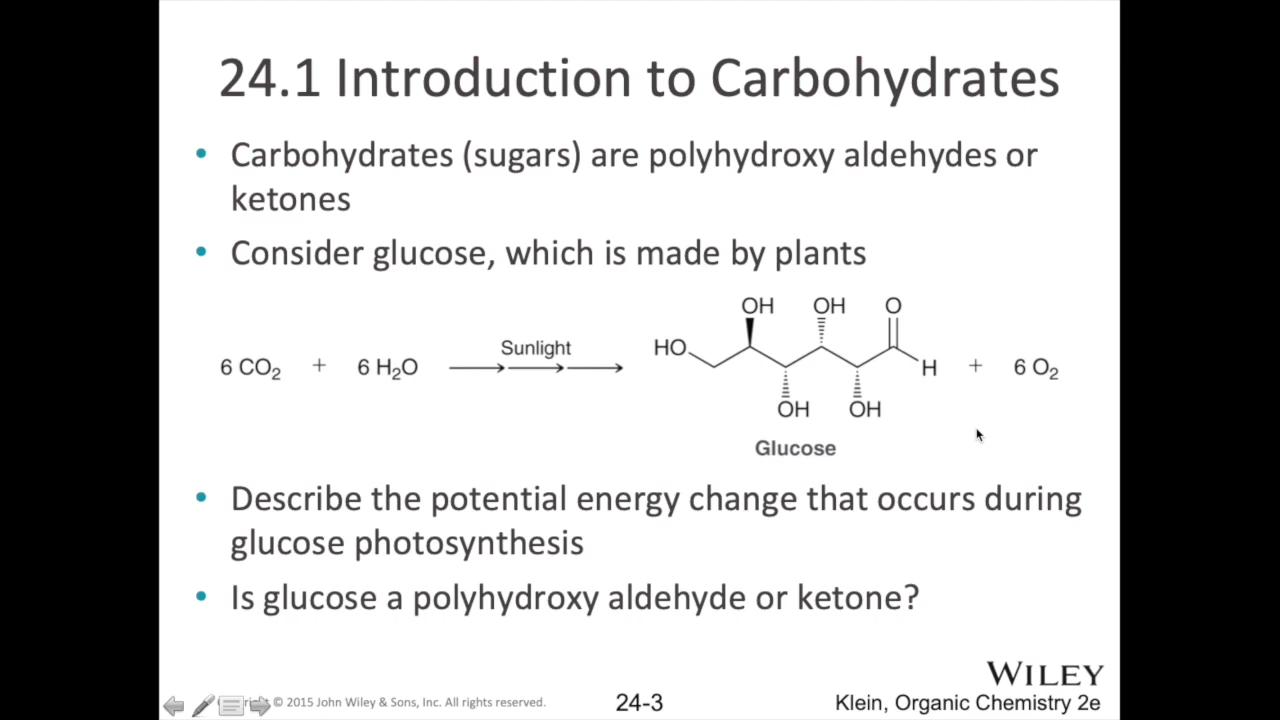 24.1 Introduction to Carbohydrates
• Carbohydrates (sugars) are polyhydroxy aldehydes or
ketones
• Consider glucose, which is made by plants
OH OH O
6 CO2 + 6 H2O Sunlight HO H + 6 O2
OH OH
Glucose
• Describe the potential energy change that occurs during
glucose photosynthesis
• Is glucose a polyhydroxy aldehyde or ketone?
WILEY
© 2015 John Wiley & Sons, Inc. All rights reserved.
24-3
Klein, Organic Chemistry 2e